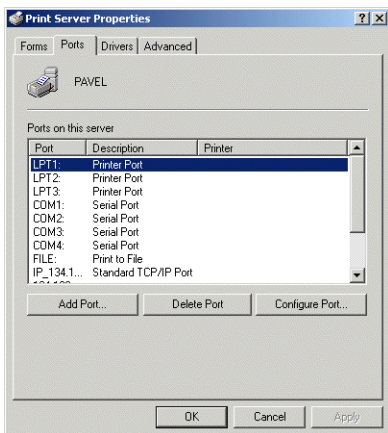 Print Server Properties
Forms Ports Drivers Advanced
PAVEL
Ports on this server
Port Description Printer
LPT1: Printer Port
LPT2: Printer Port
LPT3: Printer Port
COM1: Serial Port
COM2: Serial Port
COM3: Serial Port
COM4: Serial Port
FILE: Print to File
IP_134.1... Standard TCP/IP Port
Add Port... Delete Port Configure Port...
OK Cancel Apply